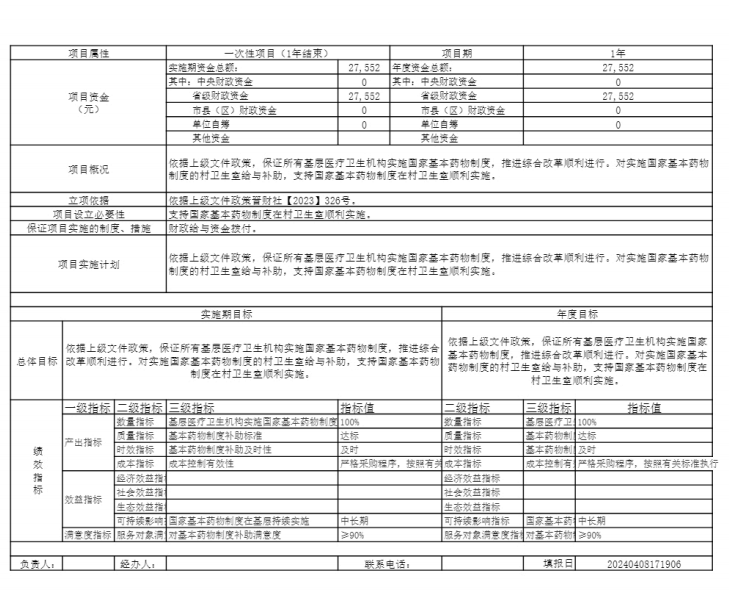 项目属性 一次性项目（1年结束） 项目期 1年
项目资金（元） 实施期资金总额： 27,552 年度资金总额： 27,552
其中：中央财政资金 0 其中：中央财政资金 0
省级财政资金 27,552 省级财政资金 27,552
市县（区）财政资金 0 市县（区）财政资金 0
单位自筹 0 单位自筹 0
其他资金 其他资金
项目概况 依据上级文件政策，保证所有基层医疗卫生机构实施国家基本药物制度，推进综合改革顺利进行。对实施国家基本药物
制度的村卫生室给与补助，支持国家基本药物制度在村卫生室顺利实施。
立项依据 依据上级文件政策晋财社【2023】326号。
项目设立必要性 支持国家基本药物制度在村卫生室顺利实施。
保证项目实施的制度、措施 财政给与资金拨付。
项目实施计划 依据上级文件政策，保证所有基层医疗卫生机构实施国家基本药物制度，推进综合改革顺利进行。对实施国家基本药物
制度的村卫生室给与补助，支持国家基本药物制度在村卫生室顺利实施。
实施期目标 年度目标
总体目标
依据上级文件政策，保证所有基层医疗卫生机构实施国家基本药物制度，推进综合
改革顺利进行。对实施国家基本药物制度的村卫生室给与补助，支持国家基本药物
制度在村卫生室顺利实施。
依据上级文件政策，保证所有基层医疗卫生机构实施国家
基本药物制度，推进综合改革顺利进行。对实施国家基本
药物制度的村卫生室给与补助，支持国家基本药物制度在
村卫生室顺利实施。
绩效指标
一级指标 二级指标 三级指标 指标值 二级指标 三级指标 指标值
产出指标 数量指标 基层医疗卫生机构实施国家基本药物制度 100% 数量指标 基层医疗卫 100%
质量指标 基本药物制度补助标准 达标 质量指标 基本药物制 达标
时效指标 基本药物制度补助及时性 及时 时效指标 基本药物制 及时
成本指标 成本控制有效性 严格采购程序，按照有关 成本指标 成本控制有 严格采购程序，按照有关标准执行
效益指标 经济效益指 经济效益指标
社会效益指 社会效益指标
生态效益指 生态效益指标
可持续影响 国家基本药物制度在基层持续实施 中长期 可持续影响指标 国家基本药 中长期
满意度指标 服务对象满 对基本药物制度补助满意度 ≥90% 服务对象满意度指 对基本药物 ≥90%
负责人： 经办人： 联系电话： 填报日 20240408171906